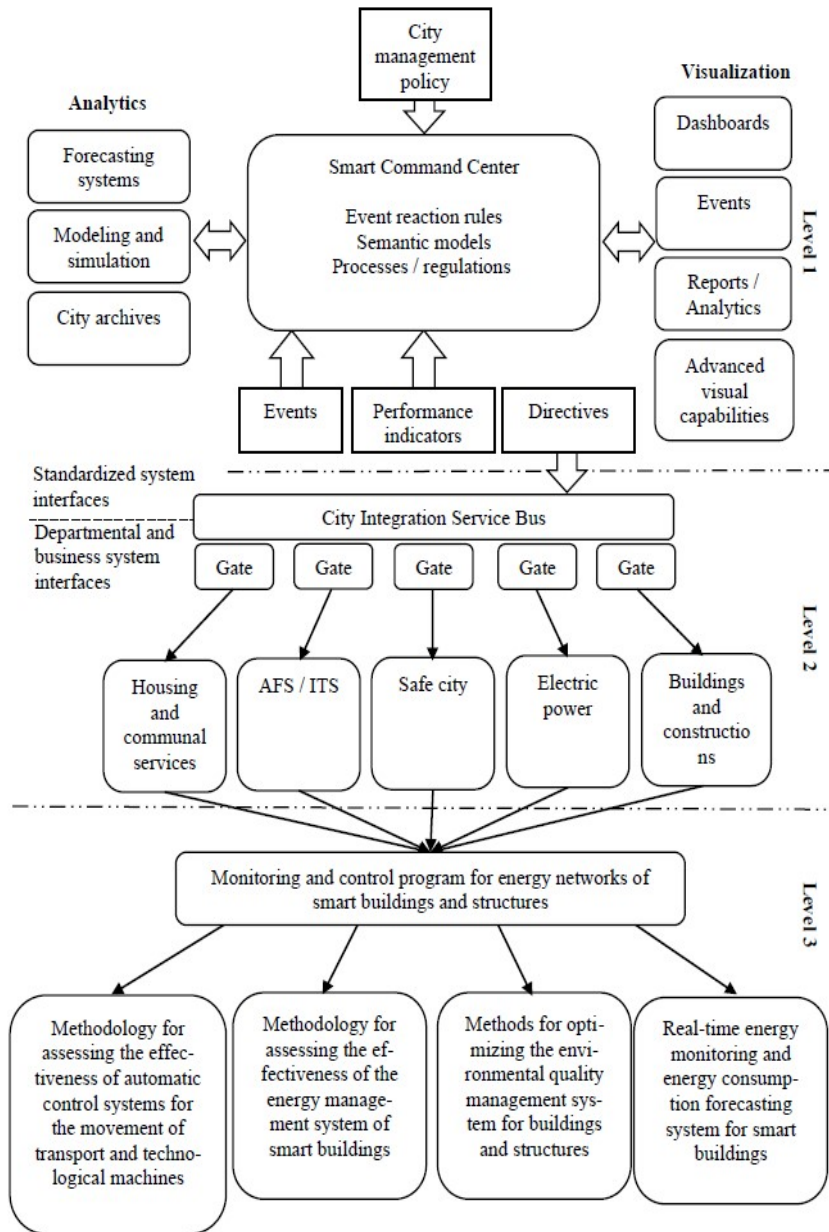 City
management
policy
Analytics
Visualization
Forecasting
systems
Modeling and
simulation
City archives
Smart Command Center
Event reaction rules
Semantic models
Processes / regulations
Dashboards
Events
Reports /
Analytics
Advanced
visual
capabilities
Level 1
Events
Performance
indicators
Directives
Standardized system
interfaces
Departmental and
business system
interfaces
City Integration Service Bus
Gate
Gate
Gate
Gate
Gate
Housing
and
communal
services
AFS / ITS
Safe city
Electric
power
Buildings
and
constructio
ns
Level 2
Monitoring and control program for energy networks of
smart buildings and structures
Level 3
Methodology for
assessing the effec-
tiveness of automatic
control systems for
the movement of
transport and techno-
logical machines
Methodology for
assessing the ef-
fectiveness of the
energy manage-
ment system of
smart buildings
Methods for opti-
mizing the envi-
ronmental quality
management sys-
tem for buildings
and structures
Real-time energy
monitoring and
energy consump-
tion forecasting
system for smart
buildings